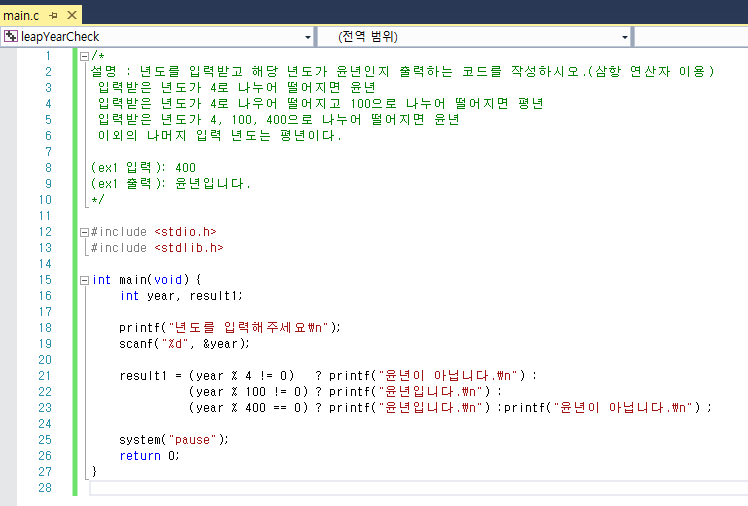 main.c
leapYearCheck
(전역 범위)
1 /*
2 설명 : 년도를 입력받고 해당 년도가 윤년인지 출력하는 코드를 작성하시오.(삼항 연산자 이용)
3 입력받은 년도가 4로 나누어 떨어지면 윤년
4 입력받은 년도가 4로 나우어 떨어지고 100으로 나누어 떨어지면 평년
5 입력받은 년도가 4, 100, 400으로 나누어 떨어지면 윤년
6 이외의 나머지 입력 년도는 평년이다.
7
8 (ex1 입력): 400
9 (ex1 출력): 윤년입니다.
10 */
11
12 #include <stdio.h>
13 #include <stdlib.h>
14
15 int main(void) {
16 int year, result1;
17
18 printf("년도를 입력해주세요₩n");
19 scanf("%d", &year);
20
21 result1 = (year % 4 != 0) ? printf("윤년이 아닙니다.₩n") :
22 (year % 100 != 0) ? printf("윤년입니다.₩n") :
23 (year % 400 == 0) ? printf("윤년입니다.₩n") :printf("윤년이 아닙니다.₩n") ;
24
25 system("pause");
26 return 0;
27 }
28